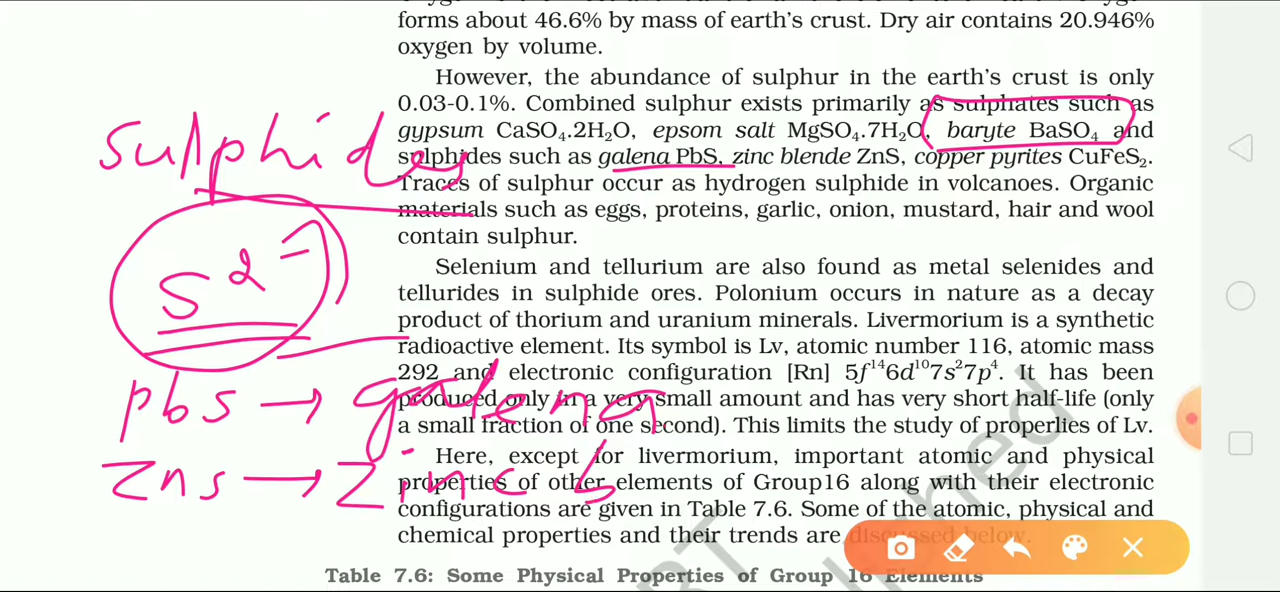 forms about 46.6% by mass of earth's crust. Dry air contains 20.946%
oxygen by volume.
However, the abundance of sulphur in the earth's crust is only
0.03-0.1%. Combined sulphur exists primarily as sulphates such as
gypsum CaSO₄.2H₂O, epsom salt MgSO₄.7H₂O, baryte BaSO₄ and
sulphides such as galena PbS, zinc blende ZnS, copper pyrites CuFeS₂.
Traces of sulphur occur as hydrogen sulphide in volcanoes. Organic
materials such as eggs, proteins, garlic, onion, mustard, hair and wool
contain sulphur.
Selenium and tellurium are also found as metal selenides and
tellurides in sulphide ores. Polonium occurs in nature as a decay
product of thorium and uranium minerals. Livermorium is a synthetic
radioactive element. Its symbol is Lv, atomic number 116, atomic mass
292 and electronic configuration [Rn] 5f¹⁴6d¹⁰7s²7p⁴. It has been
produced only in a very small amount and has very short half-life (only
a small fraction of one second). This limits the study of properlies of Lv.
Here, except for livermorium, important atomic and physical
properties of other elements of Group16 along with their electronic
configurations are given in Table 7.6. Some of the atomic, physical and
chemical properties and their trends are discussed below.
Table 7.6: Some Physical Properties of Group 16 Elements
sulphides
S²⁻
pbs → galena
Zns → Zinc b